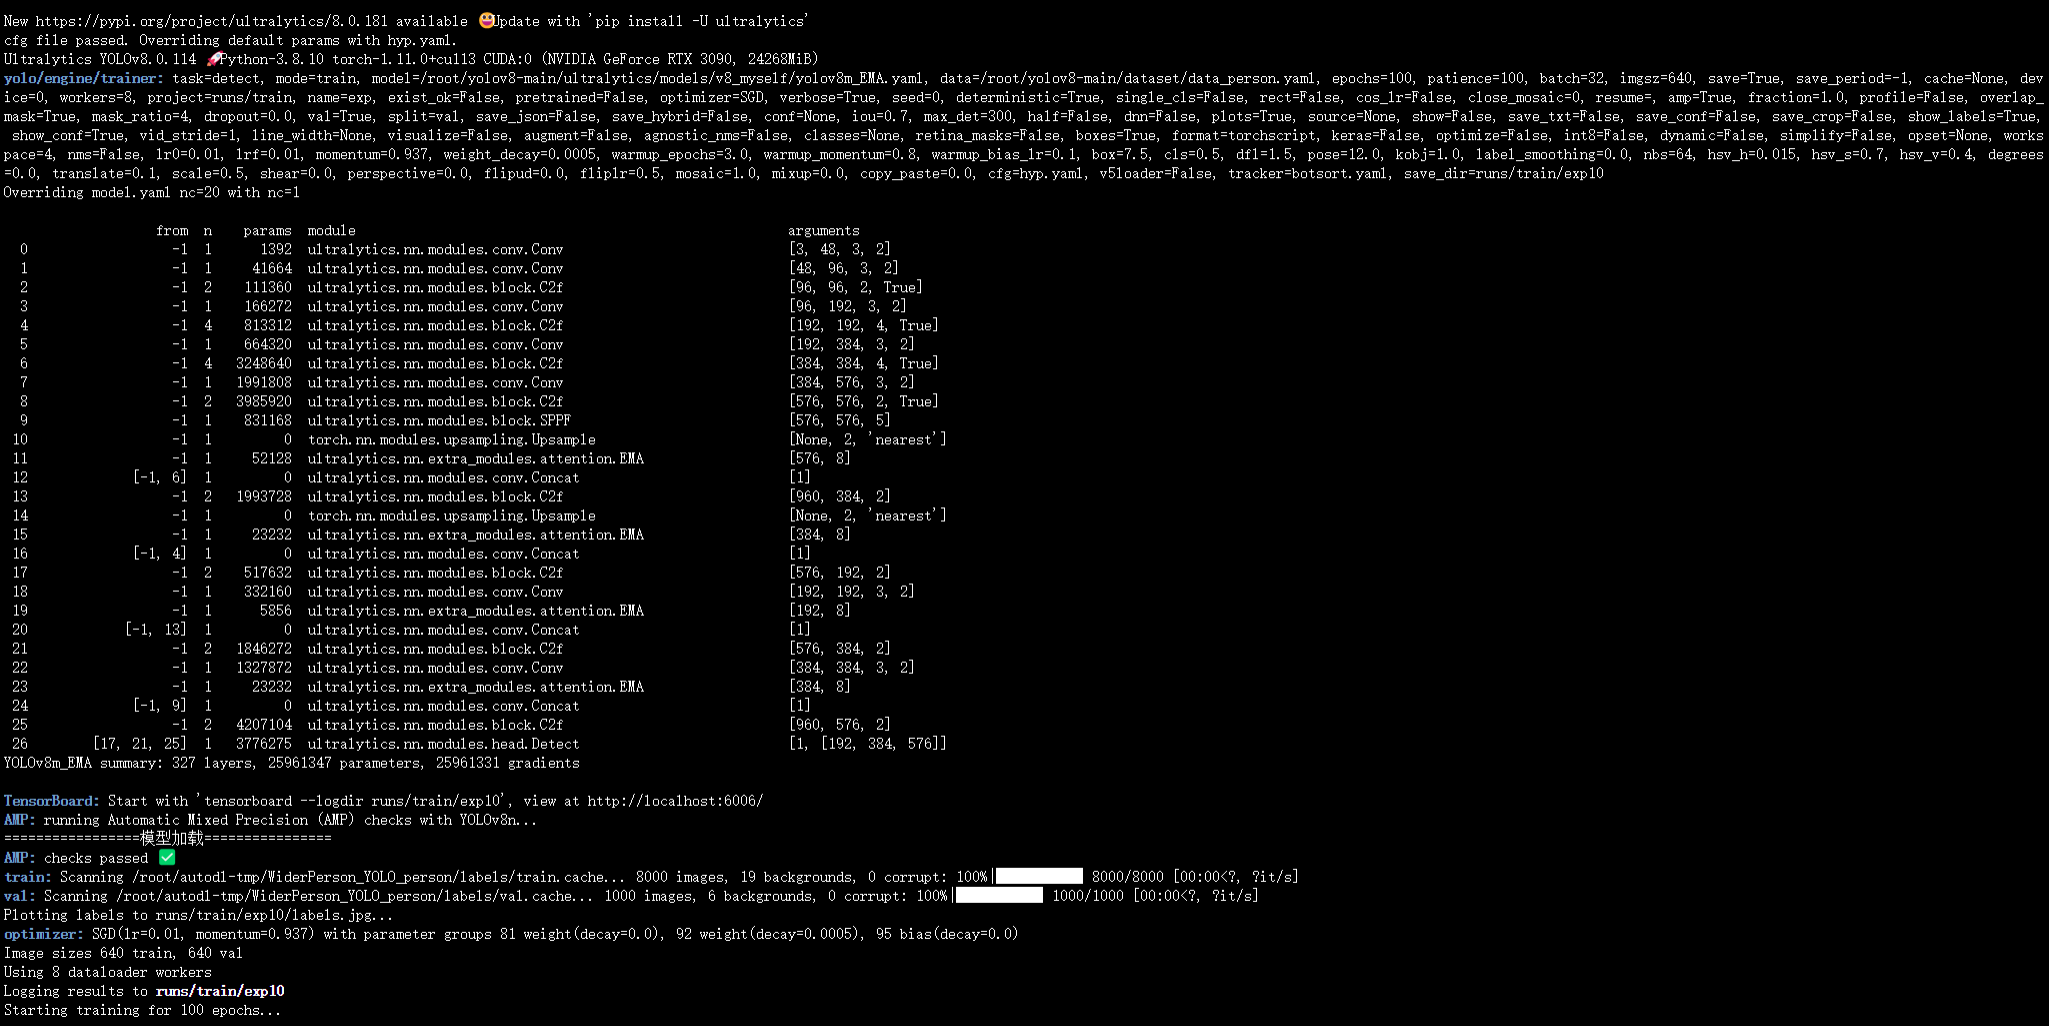 New https://pypi.org/project/ultralytics/8.0.181 available 😃Update with 'pip install -U ultralytics'
cfg file passed. Overriding default params with hyp.yaml.
Ultralytics YOLOv8.0.114 🚀Python-3.8.10 torch-1.11.0+cu113 CUDA:0 (NVIDIA GeForce RTX 3090, 24268MiB)
yolo/engine/trainer: task=detect, mode=train, model=/root/yolov8-main/ultralytics/models/v8_myself/yolov8m_EMA.yaml, data=/root/yolov8-main/dataset/data_person.yaml, epochs=100, patience=100, batch=32, imgsz=640, save=True, save_period=-1, cache=None, dev
ice=0, workers=8, project=runs/train, name=exp, exist_ok=False, pretrained=False, optimizer=SGD, verbose=True, seed=0, deterministic=True, single_cls=False, rect=False, cos_lr=False, close_mosaic=0, resume=, amp=True, fraction=1.0, profile=False, overlap_
mask=True, mask_ratio=4, dropout=0.0, val=True, split=val, save_json=False, save_hybrid=False, conf=None, iou=0.7, max_det=300, half=False, dnn=False, plots=True, source=None, show=False, save_txt=False, save_conf=False, save_crop=False, show_labels=True,
show_conf=True, vid_stride=1, line_width=None, visualize=False, augment=False, agnostic_nms=False, classes=None, retina_masks=False, boxes=True, format=torchscript, keras=False, optimize=False, int8=False, dynamic=False, simplify=False, opset=None, works
pace=4, nms=False, lr0=0.01, lrf=0.01, momentum=0.937, weight_decay=0.0005, warmup_epochs=3.0, warmup_momentum=0.8, warmup_bias_lr=0.1, box=7.5, cls=0.5, dfl=1.5, pose=12.0, kobj=1.0, label_smoothing=0.0, nbs=64, hsv_h=0.015, hsv_s=0.7, hsv_v=0.4, degrees
=0.0, translate=0.1, scale=0.5, shear=0.0, perspective=0.0, flipud=0.0, fliplr=0.5, mosaic=1.0, mixup=0.0, copy_paste=0.0, cfg=hyp.yaml, v5loader=False, tracker=botsort.yaml, save_dir=runs/train/exp10
Overriding model.yaml nc=20 with nc=1
from n params module arguments
0 -1 1 1392 ultralytics.nn.modules.conv.Conv [3, 48, 3, 2]
1 -1 1 41664 ultralytics.nn.modules.conv.Conv [48, 96, 3, 2]
2 -1 2 111360 ultralytics.nn.modules.block.C2f [96, 96, 2, True]
3 -1 1 166272 ultralytics.nn.modules.conv.Conv [96, 192, 3, 2]
4 -1 4 813312 ultralytics.nn.modules.block.C2f [192, 192, 4, True]
5 -1 1 664320 ultralytics.nn.modules.conv.Conv [192, 384, 3, 2]
6 -1 4 3248640 ultralytics.nn.modules.block.C2f [384, 384, 4, True]
7 -1 1 1991808 ultralytics.nn.modules.conv.Conv [384, 576, 3, 2]
8 -1 2 3985920 ultralytics.nn.modules.block.C2f [576, 576, 2, True]
9 -1 1 831168 ultralytics.nn.modules.block.SPPF [576, 576, 5]
10 -1 1 0 torch.nn.modules.upsampling.Upsample [None, 2, 'nearest']
11 -1 1 52128 ultralytics.nn.extra_modules.attention.EMA [576, 8]
12 [-1, 6] 1 0 ultralytics.nn.modules.conv.Concat [1]
13 -1 2 1993728 ultralytics.nn.modules.block.C2f [960, 384, 2]
14 -1 1 0 torch.nn.modules.upsampling.Upsample [None, 2, 'nearest']
15 -1 1 23232 ultralytics.nn.extra_modules.attention.EMA [384, 8]
16 [-1, 4] 1 0 ultralytics.nn.modules.conv.Concat [1]
17 -1 2 517632 ultralytics.nn.modules.block.C2f [576, 192, 2]
18 -1 1 332160 ultralytics.nn.modules.conv.Conv [192, 192, 3, 2]
19 -1 1 5856 ultralytics.nn.extra_modules.attention.EMA [192, 8]
20 [-1, 13] 1 0 ultralytics.nn.modules.conv.Concat [1]
21 -1 2 1846272 ultralytics.nn.modules.block.C2f [576, 384, 2]
22 -1 1 1327872 ultralytics.nn.modules.conv.Conv [384, 384, 3, 2]
23 -1 1 23232 ultralytics.nn.extra_modules.attention.EMA [384, 8]
24 [-1, 9] 1 0 ultralytics.nn.modules.conv.Concat [1]
25 -1 2 4207104 ultralytics.nn.modules.block.C2f [960, 576, 2]
26 [17, 21, 25] 1 3776275 ultralytics.nn.modules.head.Detect [1, [192, 384, 576]]
YOLOv8m_EMA summary: 327 layers, 25961347 parameters, 25961331 gradients
TensorBoard: Start with 'tensorboard --logdir runs/train/exp10', view at http://localhost:6006/
AMP: running Automatic Mixed Precision (AMP) checks with YOLOv8n...
=================模型加载================
AMP: checks passed ✅
train: Scanning /root/autodl-tmp/WiderPerson_YOLO_person/labels/train.cache... 8000 images, 19 backgrounds, 0 corrupt: 100%|██████████| 8000/8000 [00:00<?, ?it/s]
val: Scanning /root/autodl-tmp/WiderPerson_YOLO_person/labels/val.cache... 1000 images, 6 backgrounds, 0 corrupt: 100%|██████████| 1000/1000 [00:00<?, ?it/s]
Plotting labels to runs/train/exp10/labels.jpg...
optimizer: SGD(lr=0.01, momentum=0.937) with parameter groups 81 weight(decay=0.0), 92 weight(decay=0.0005), 95 bias(decay=0.0)
Image sizes 640 train, 640 val
Using 8 dataloader workers
Logging results to runs/train/exp10
Starting training for 100 epochs...